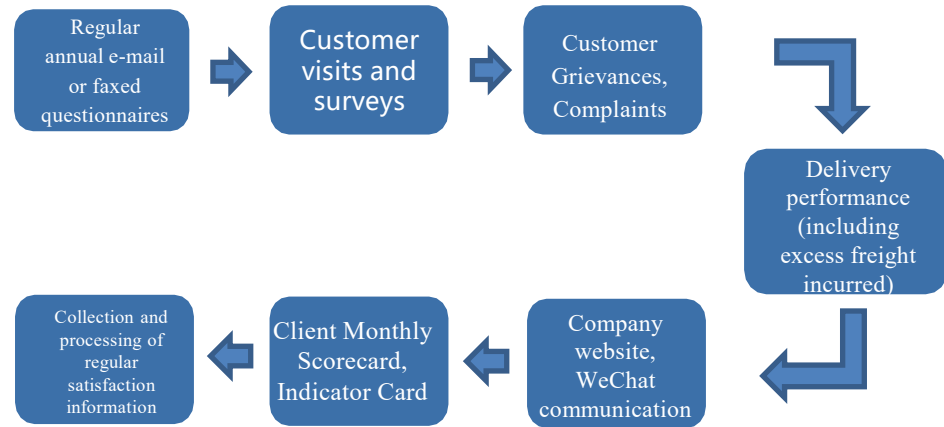 Regular
annual e-mail
or faxed
questionnaires
Customer
visits and
surveys
Customer
Grievances,
Complaints
Delivery
performance
(including
excess freight
incurred)
Company
website,
WeChat
communication
Client Monthly
Scorecard,
Indicator Card
Collection and
processing of
regular
satisfaction
information